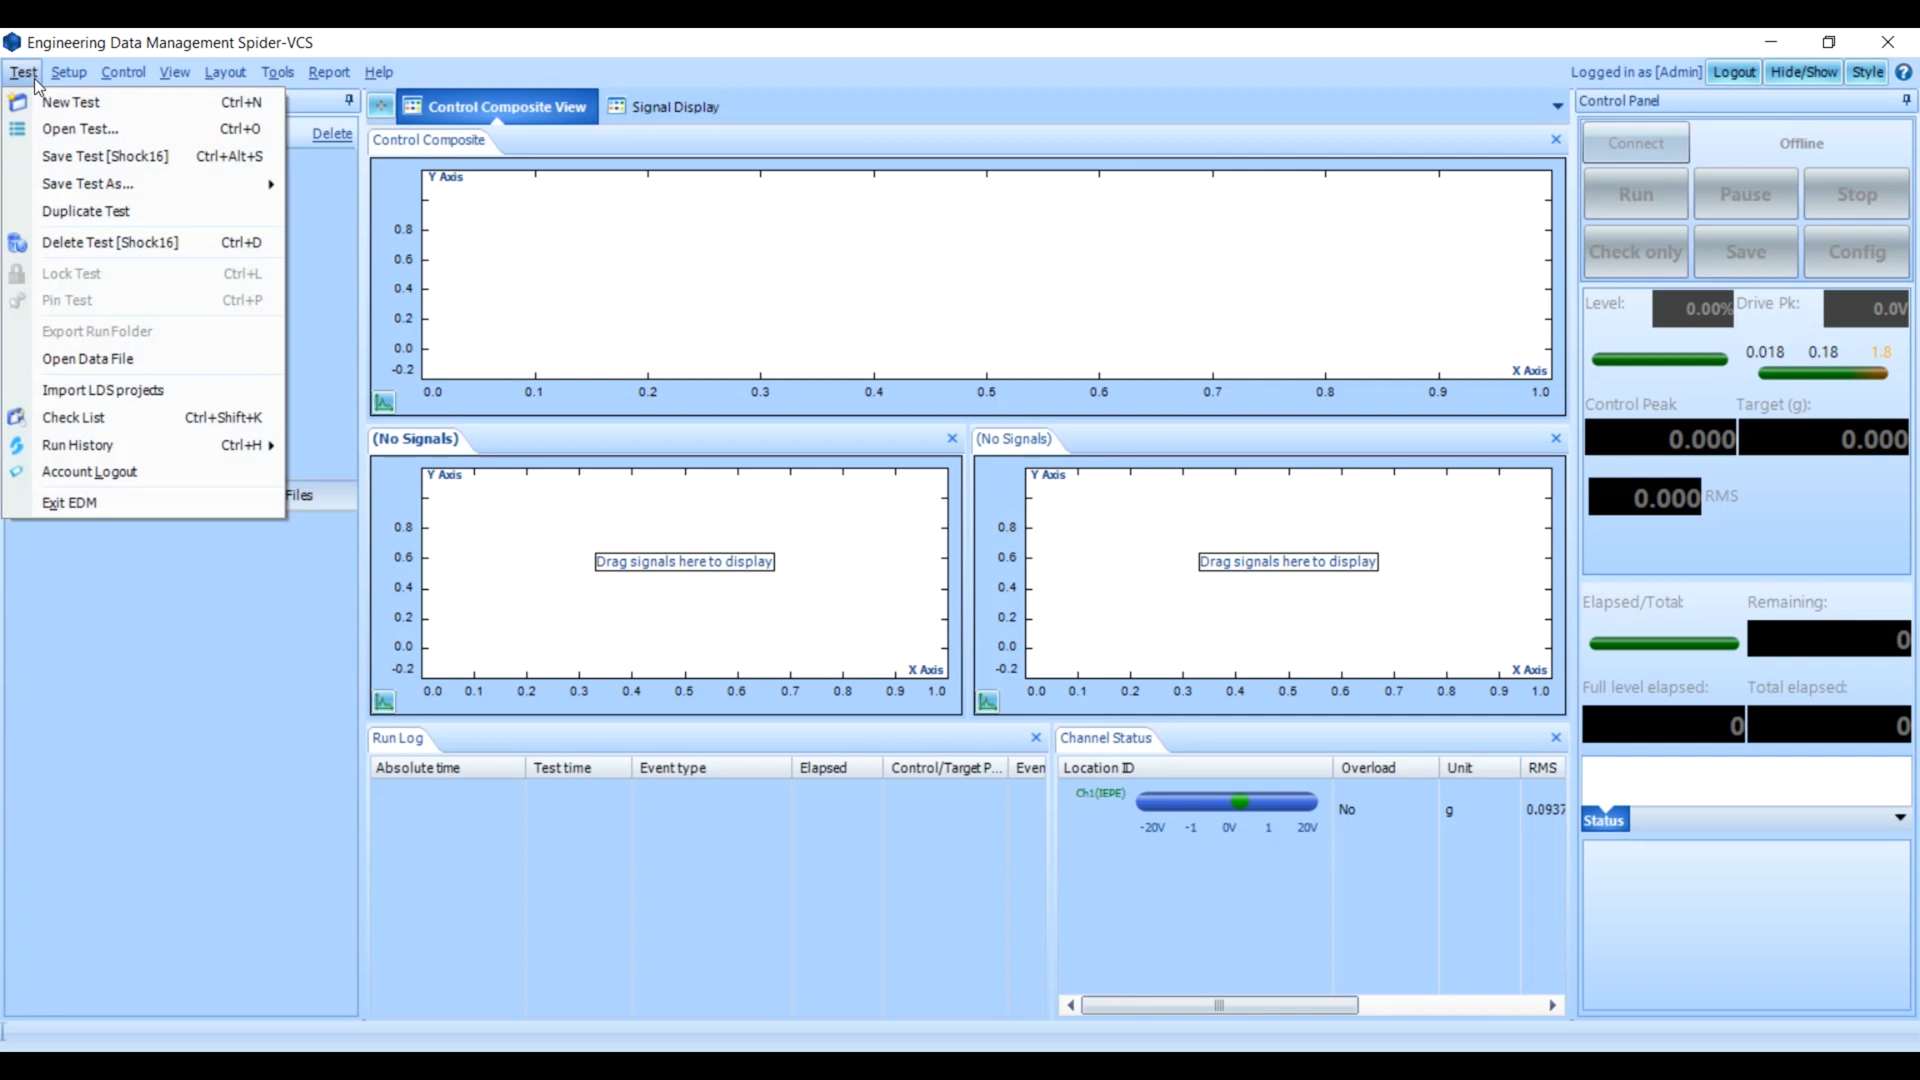 Engineering Data Management Spider-VCS
Test Setup Control View Layout Tools Report Help
Logged in as [Admin] Logout Hide/Show Style ?
New Test Ctrl+N
Open Test... Ctrl+O
Save Test [Shock16] Ctrl+Alt+S
Save Test As...
Duplicate Test
Delete Test [Shock16] Ctrl+D
Lock Test Ctrl+L
Pin Test Ctrl+P
Export Run Folder
Open Data File
Import LDS projects
Check List Ctrl+Shift+K
Run History Ctrl+H
Account Logout
Exit EDM
Delete
Files
Control Composite View Signal Display
Control Composite
Y Axis
0.8
0.6
0.4
0.2
0.0
-0.2
X Axis
0.0 0.1 0.2 0.3 0.4 0.5 0.6 0.7 0.8 0.9 1.0
(No Signals)
Y Axis
0.8
0.6
0.4
0.2
0.0
-0.2
Drag signals here to display
X Axis
0.0 0.1 0.2 0.3 0.4 0.5 0.6 0.7 0.8 0.9 1.0
(No Signals)
Y Axis
0.8
0.6
0.4
0.2
0.0
-0.2
Drag signals here to display
X Axis
0.0 0.1 0.2 0.3 0.4 0.5 0.6 0.7 0.8 0.9 1.0
Run Log
Absolute time Test time Event type Elapsed Control/Target P... Even
Channel Status
Location ID Overload Unit RMS
Ch1(IEPE) No g 0.0937
-20V -1 0V 1 20V
Control Panel
Connect Offline
Run Pause Stop
Check only Save Config
Level: 0.00% Drive Pk: 0.0V
0.018 0.18 1.8
Control Peak Target (g):
0.000 0.000
0.000 RMS
Elapsed/Total: Remaining:
0
Full level elapsed: Total elapsed:
0 0
Status